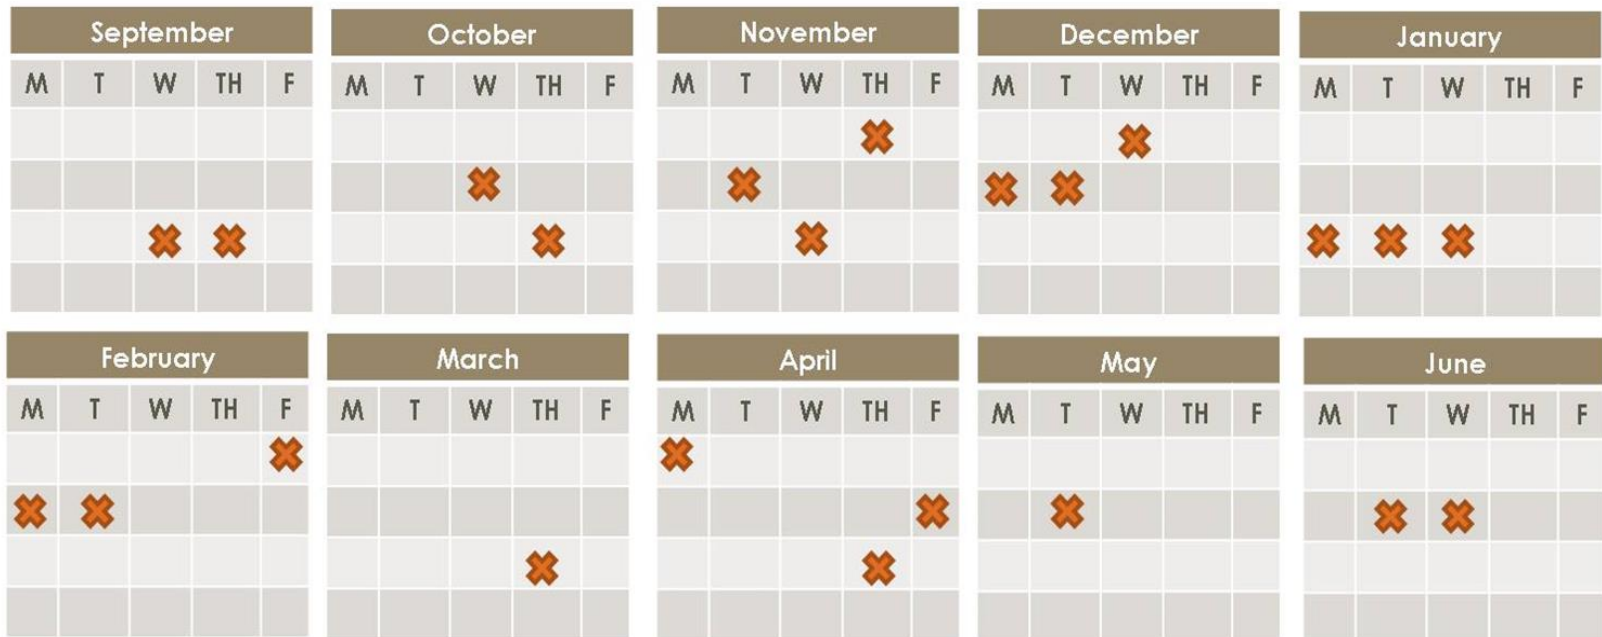 September October November December January
M T W TH F M T W TH F M T W TH F M T W TH F M T W TH F
February March April May June
M T W TH F M T W TH F M T W TH F M T W TH F M T W TH F